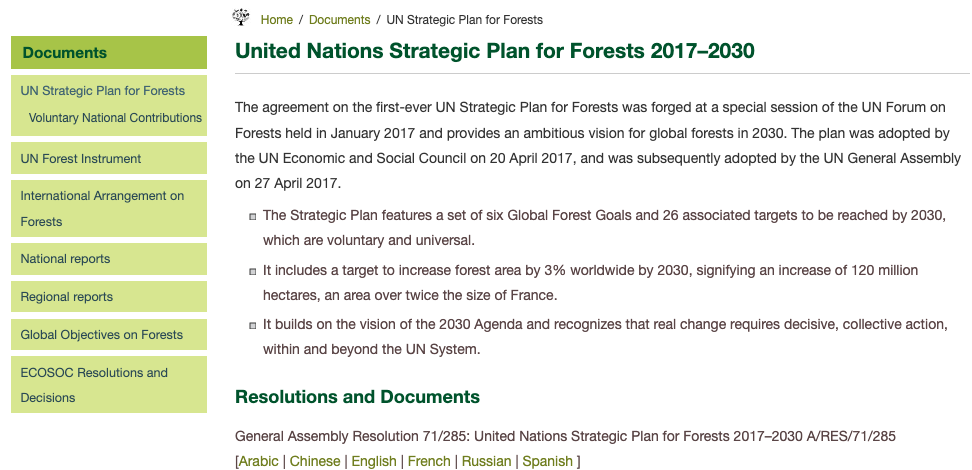 Home / Documents / UN Strategic Plan for Forests
Documents
UN Strategic Plan for Forests
Voluntary National Contributions
UN Forest Instrument
International Arrangement on
Forests
National reports
Regional reports
Global Objectives on Forests
ECOSOC Resolutions and
Decisions
United Nations Strategic Plan for Forests 2017–2030
The agreement on the first-ever UN Strategic Plan for Forests was forged at a special session of the UN Forum on
Forests held in January 2017 and provides an ambitious vision for global forests in 2030. The plan was adopted by
the UN Economic and Social Council on 20 April 2017, and was subsequently adopted by the UN General Assembly
on 27 April 2017.
The Strategic Plan features a set of six Global Forest Goals and 26 associated targets to be reached by 2030,
which are voluntary and universal.
It includes a target to increase forest area by 3% worldwide by 2030, signifying an increase of 120 million
hectares, an area over twice the size of France.
It builds on the vision of the 2030 Agenda and recognizes that real change requires decisive, collective action,
within and beyond the UN System.
Resolutions and Documents
General Assembly Resolution 71/285: United Nations Strategic Plan for Forests 2017–2030 A/RES/71/285
[Arabic | Chinese | English | French | Russian | Spanish ]